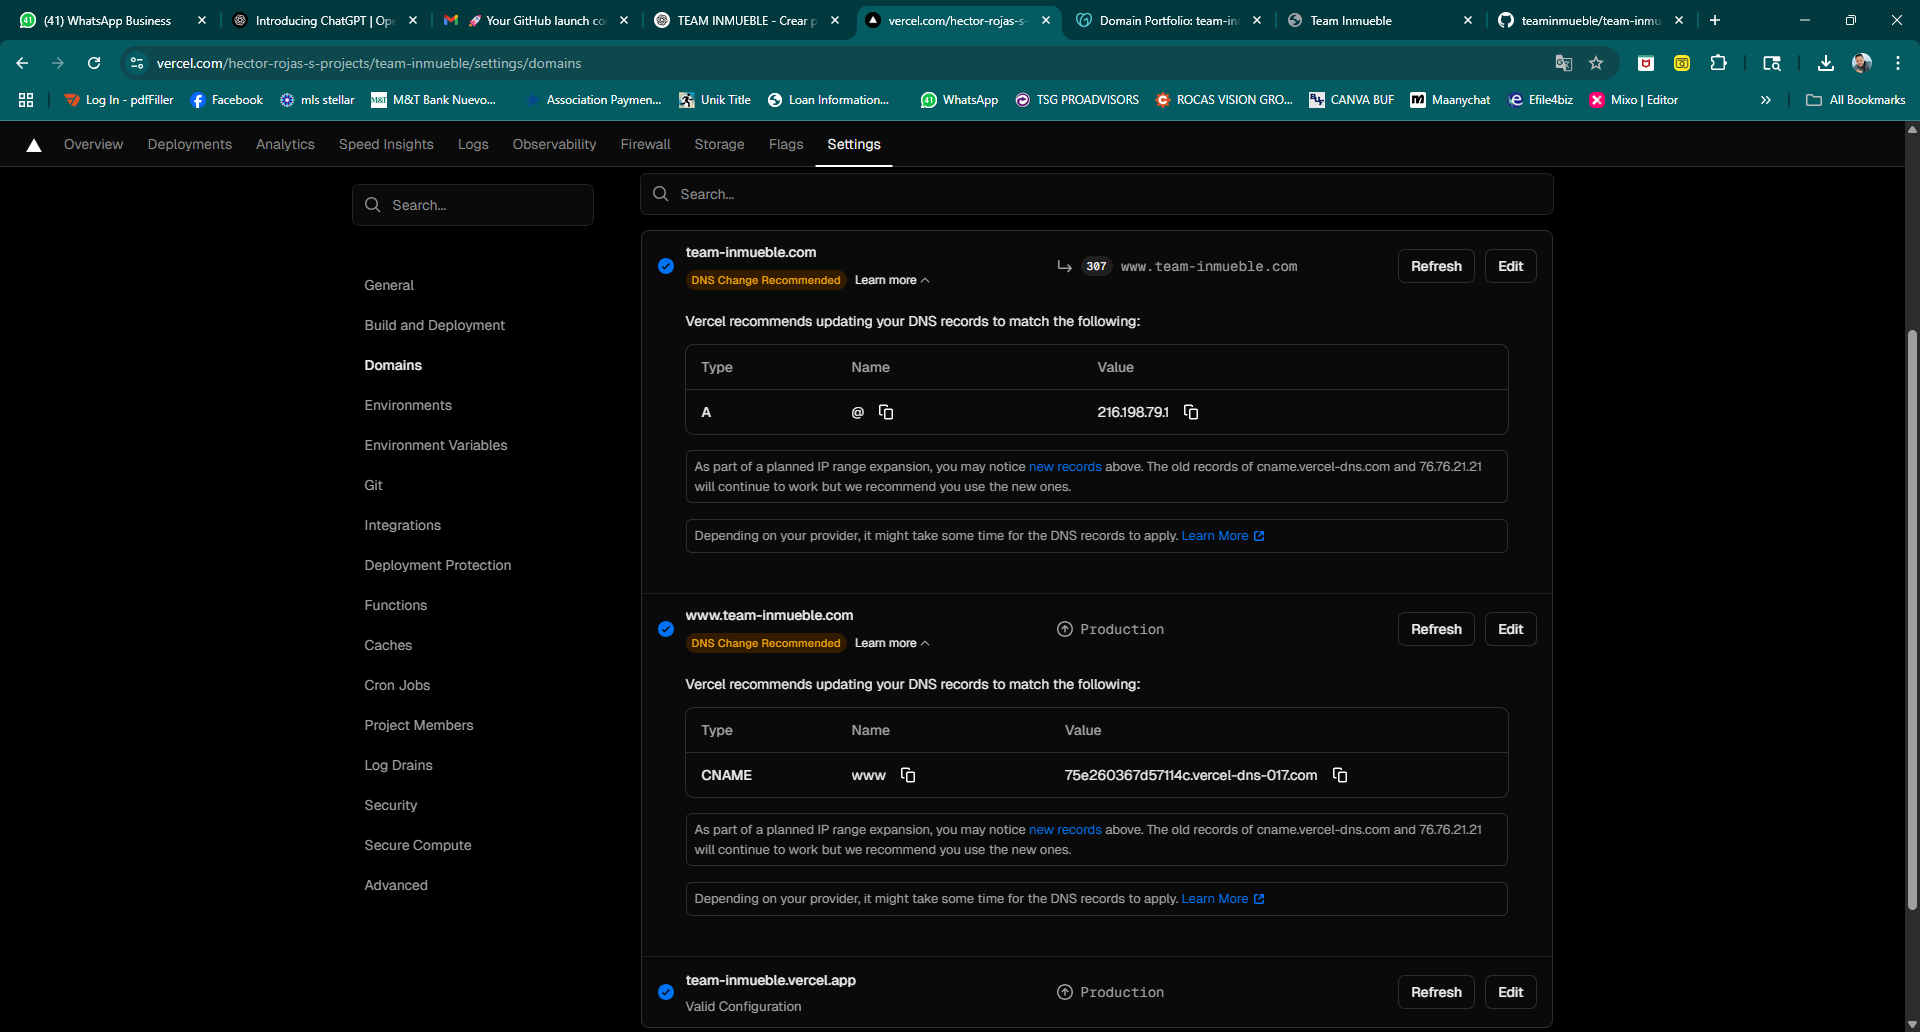 (41) WhatsApp Business
Introducing ChatGPT | Ope
🚀 Your GitHub launch co
TEAM INMUEBLE - Crear p
vercel.com/hector-rojas-s-
Domain Portfolio: team-in
Team Inmueble
teaminmueble/team-inmu
vercel.com/hector-rojas-s-projects/team-inmueble/settings/domains
Log In - pdfFiller
Facebook
mls stellar
M&T Bank Nuevo...
Association Paymen...
Unik Title
Loan Information...
WhatsApp
TSG PROADVISORS
ROCAS VISION GRO...
CANVA BUF
Maanychat
Efile4biz
Mixo | Editor
»
All Bookmarks
Overview
Deployments
Analytics
Speed Insights
Logs
Observability
Firewall
Storage
Flags
Settings
Search...
General
Build and Deployment
Domains
Environments
Environment Variables
Git
Integrations
Deployment Protection
Functions
Caches
Cron Jobs
Project Members
Log Drains
Security
Secure Compute
Advanced
Search...
team-inmueble.com
307 www.team-inmueble.com
Refresh
Edit
DNS Change Recommended Learn more
Vercel recommends updating your DNS records to match the following:
Type Name Value
A @ 216.198.79.1
As part of a planned IP range expansion, you may notice new records above. The old records of cname.vercel-dns.com and 76.76.21.21
will continue to work but we recommend you use the new ones.
Depending on your provider, it might take some time for the DNS records to apply. Learn More
www.team-inmueble.com
Production
Refresh
Edit
DNS Change Recommended Learn more
Vercel recommends updating your DNS records to match the following:
Type Name Value
CNAME www 75e260367d57114c.vercel-dns-017.com
As part of a planned IP range expansion, you may notice new records above. The old records of cname.vercel-dns.com and 76.76.21.21
will continue to work but we recommend you use the new ones.
Depending on your provider, it might take some time for the DNS records to apply. Learn More
team-inmueble.vercel.app
Production
Refresh
Edit
Valid Configuration